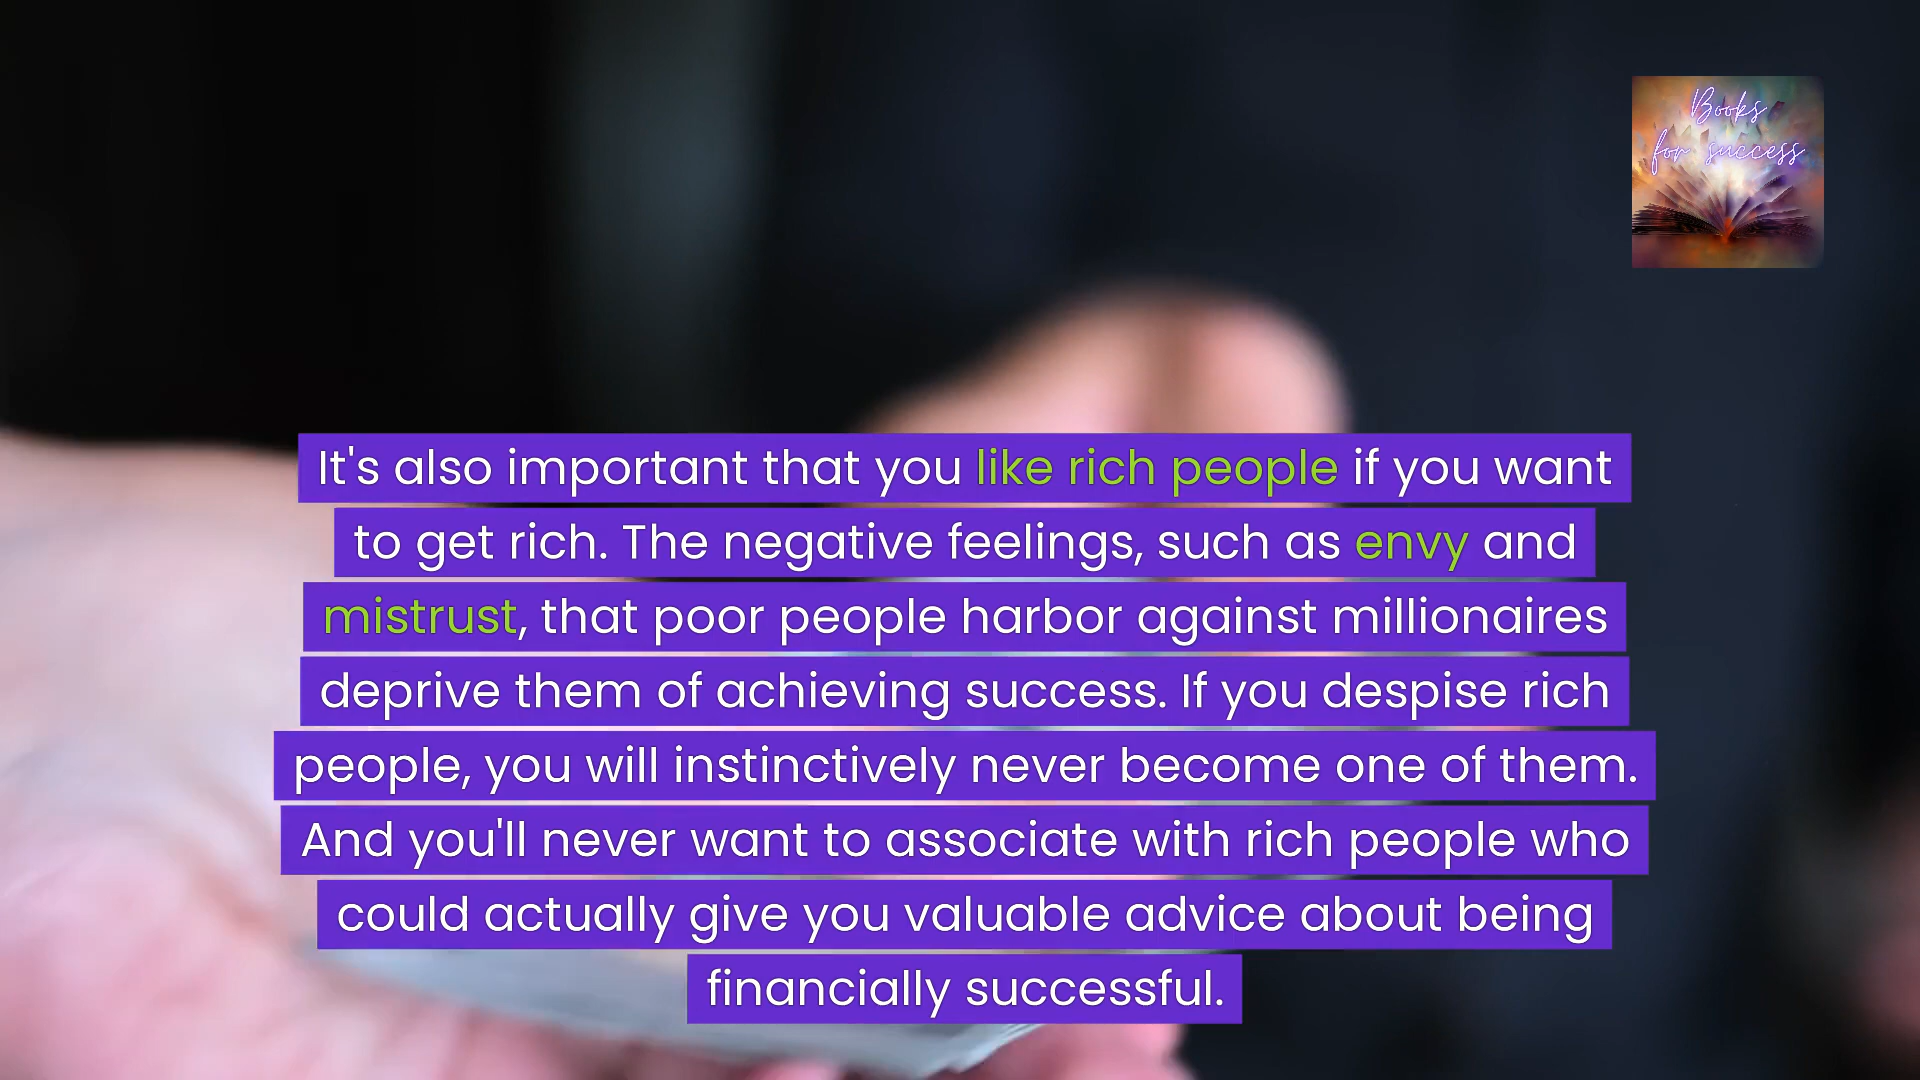 Books
for success
It's also important that you like rich people if you want
to get rich. The negative feelings, such as envy and
mistrust, that poor people harbor against millionaires
deprive them of achieving success. If you despise rich
people, you will instinctively never become one of them.
And you'll never want to associate with rich people who
could actually give you valuable advice about being
financially successful.